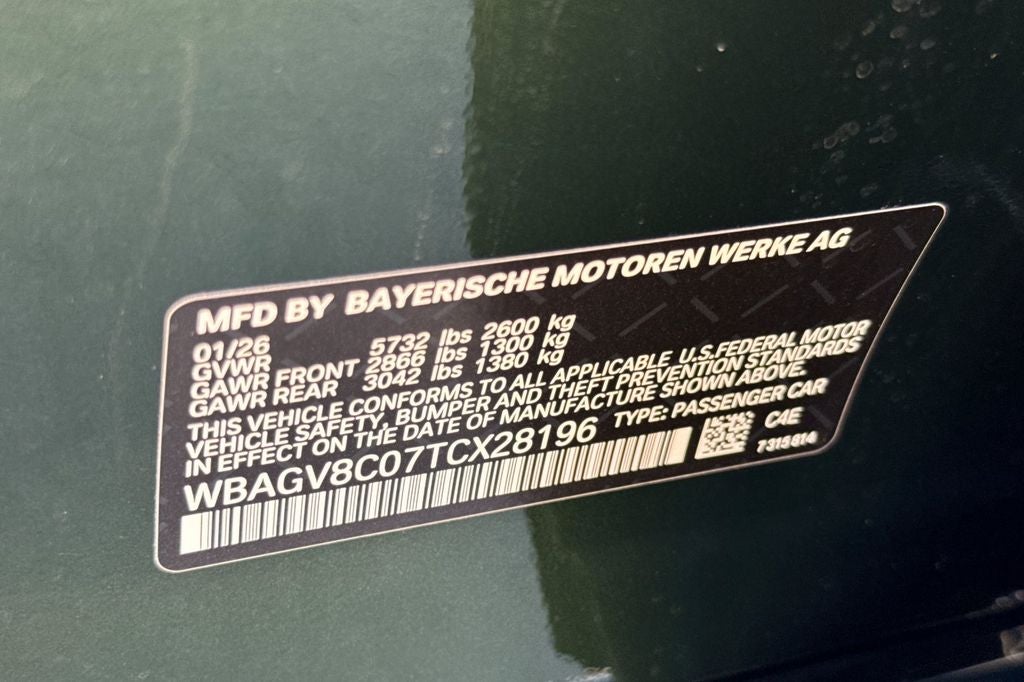 MFD BY BAYERISCHE MOTOREN WERKE AG
01/26
GVWR 5732 lbs 2600 kg
GAWR FRONT 2866 lbs 1300 kg
GAWR REAR 3042 lbs 1380 kg
THIS VEHICLE CONFORMS TO ALL APPLICABLE U.S.FEDERAL MOTOR
VEHICLE SAFETY, BUMPER AND THEFT PREVENTION STANDARDS
IN EFFECT ON THE DATE OF MANUFACTURE SHOWN ABOVE.
WBAGV8C07TCX28196 TYPE: PASSENGER CAR
C4E
7315814